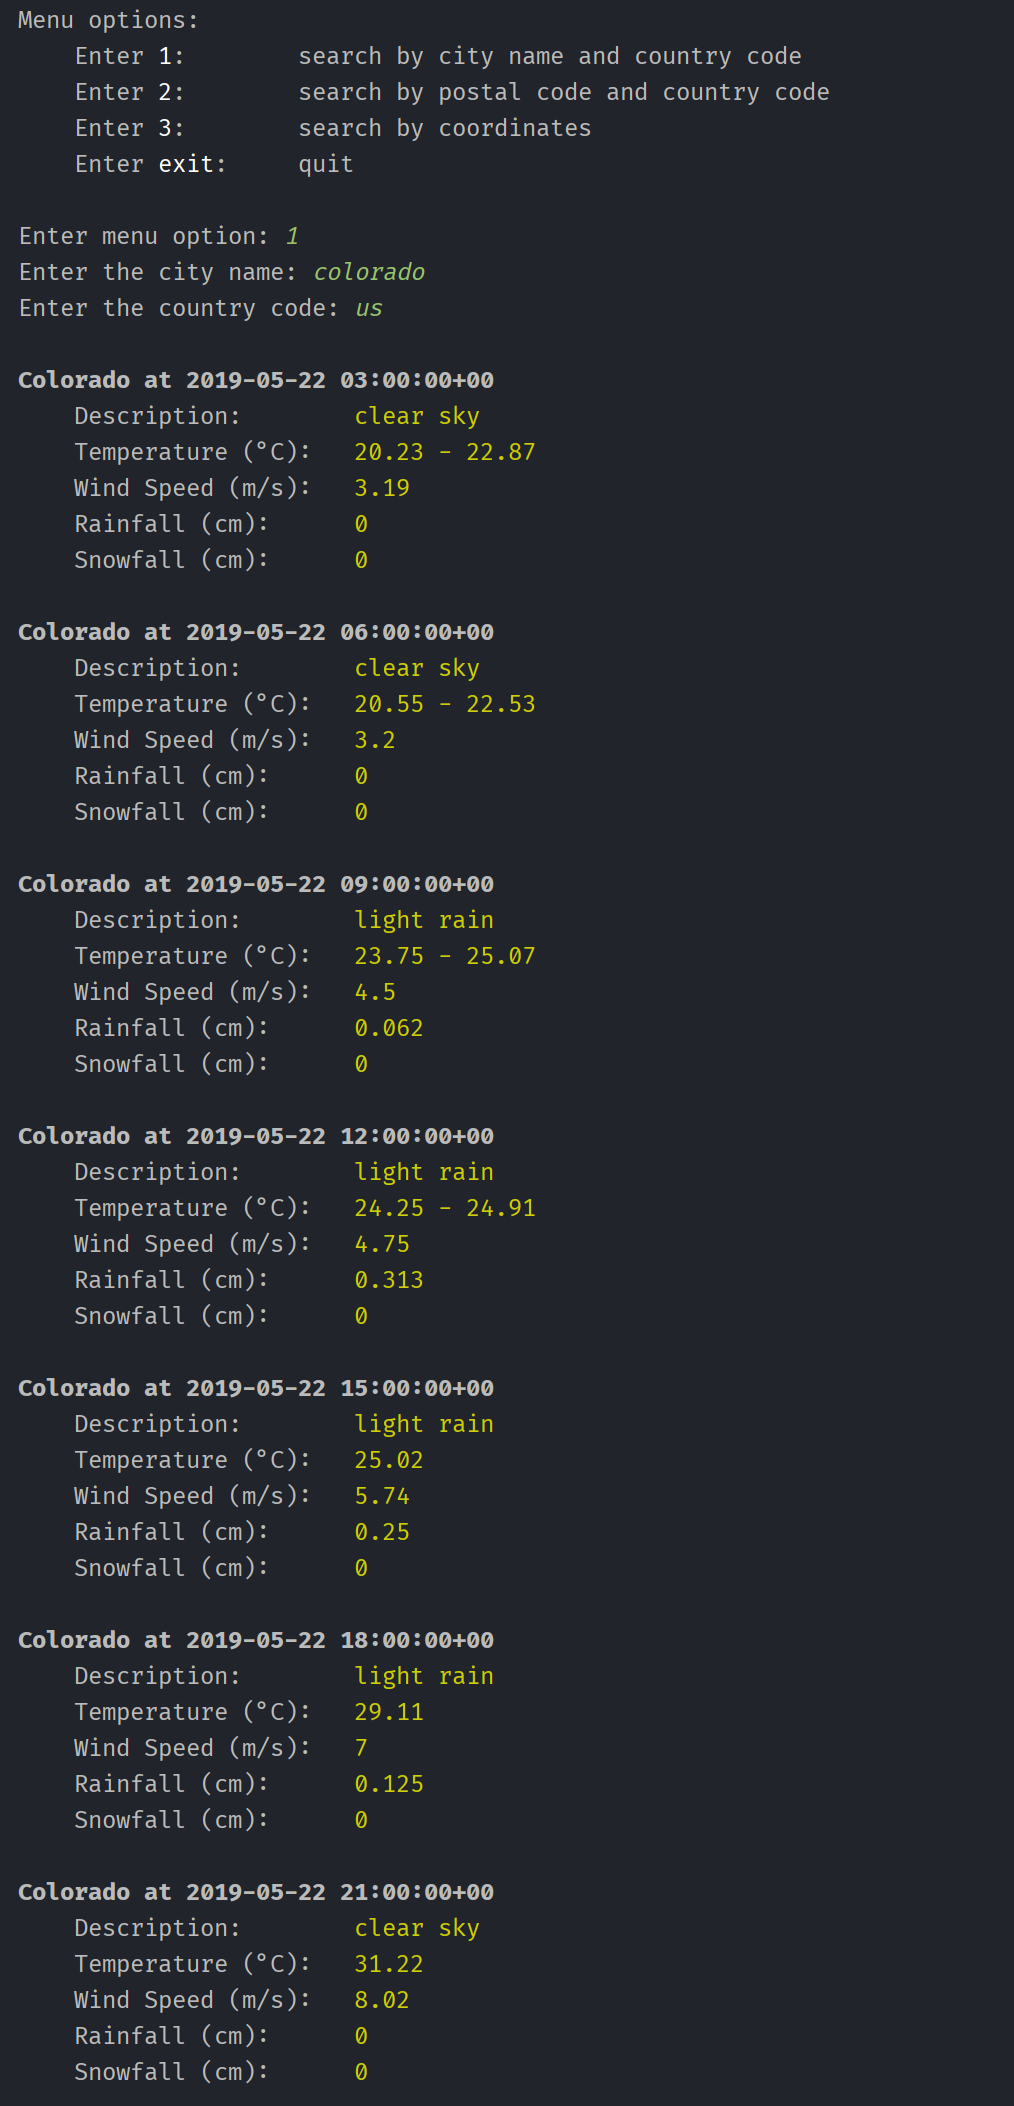 Menu options:
    Enter 1:        search by city name and country code
    Enter 2:        search by postal code and country code
    Enter 3:        search by coordinates
    Enter exit:     quit

Enter menu option: 1
Enter the city name: colorado
Enter the country code: us

Colorado at 2019-05-22 03:00:00+00
    Description:        clear sky
    Temperature (°C):   20.23 - 22.87
    Wind Speed (m/s):   3.19
    Rainfall (cm):      0
    Snowfall (cm):      0

Colorado at 2019-05-22 06:00:00+00
    Description:        clear sky
    Temperature (°C):   20.55 - 22.53
    Wind Speed (m/s):   3.2
    Rainfall (cm):      0
    Snowfall (cm):      0

Colorado at 2019-05-22 09:00:00+00
    Description:        light rain
    Temperature (°C):   23.75 - 25.07
    Wind Speed (m/s):   4.5
    Rainfall (cm):      0.062
    Snowfall (cm):      0

Colorado at 2019-05-22 12:00:00+00
    Description:        light rain
    Temperature (°C):   24.25 - 24.91
    Wind Speed (m/s):   4.75
    Rainfall (cm):      0.313
    Snowfall (cm):      0

Colorado at 2019-05-22 15:00:00+00
    Description:        light rain
    Temperature (°C):   25.02
    Wind Speed (m/s):   5.74
    Rainfall (cm):      0.25
    Snowfall (cm):      0

Colorado at 2019-05-22 18:00:00+00
    Description:        light rain
    Temperature (°C):   29.11
    Wind Speed (m/s):   7
    Rainfall (cm):      0.125
    Snowfall (cm):      0

Colorado at 2019-05-22 21:00:00+00
    Description:        clear sky
    Temperature (°C):   31.22
    Wind Speed (m/s):   8.02
    Rainfall (cm):      0
    Snowfall (cm):      0